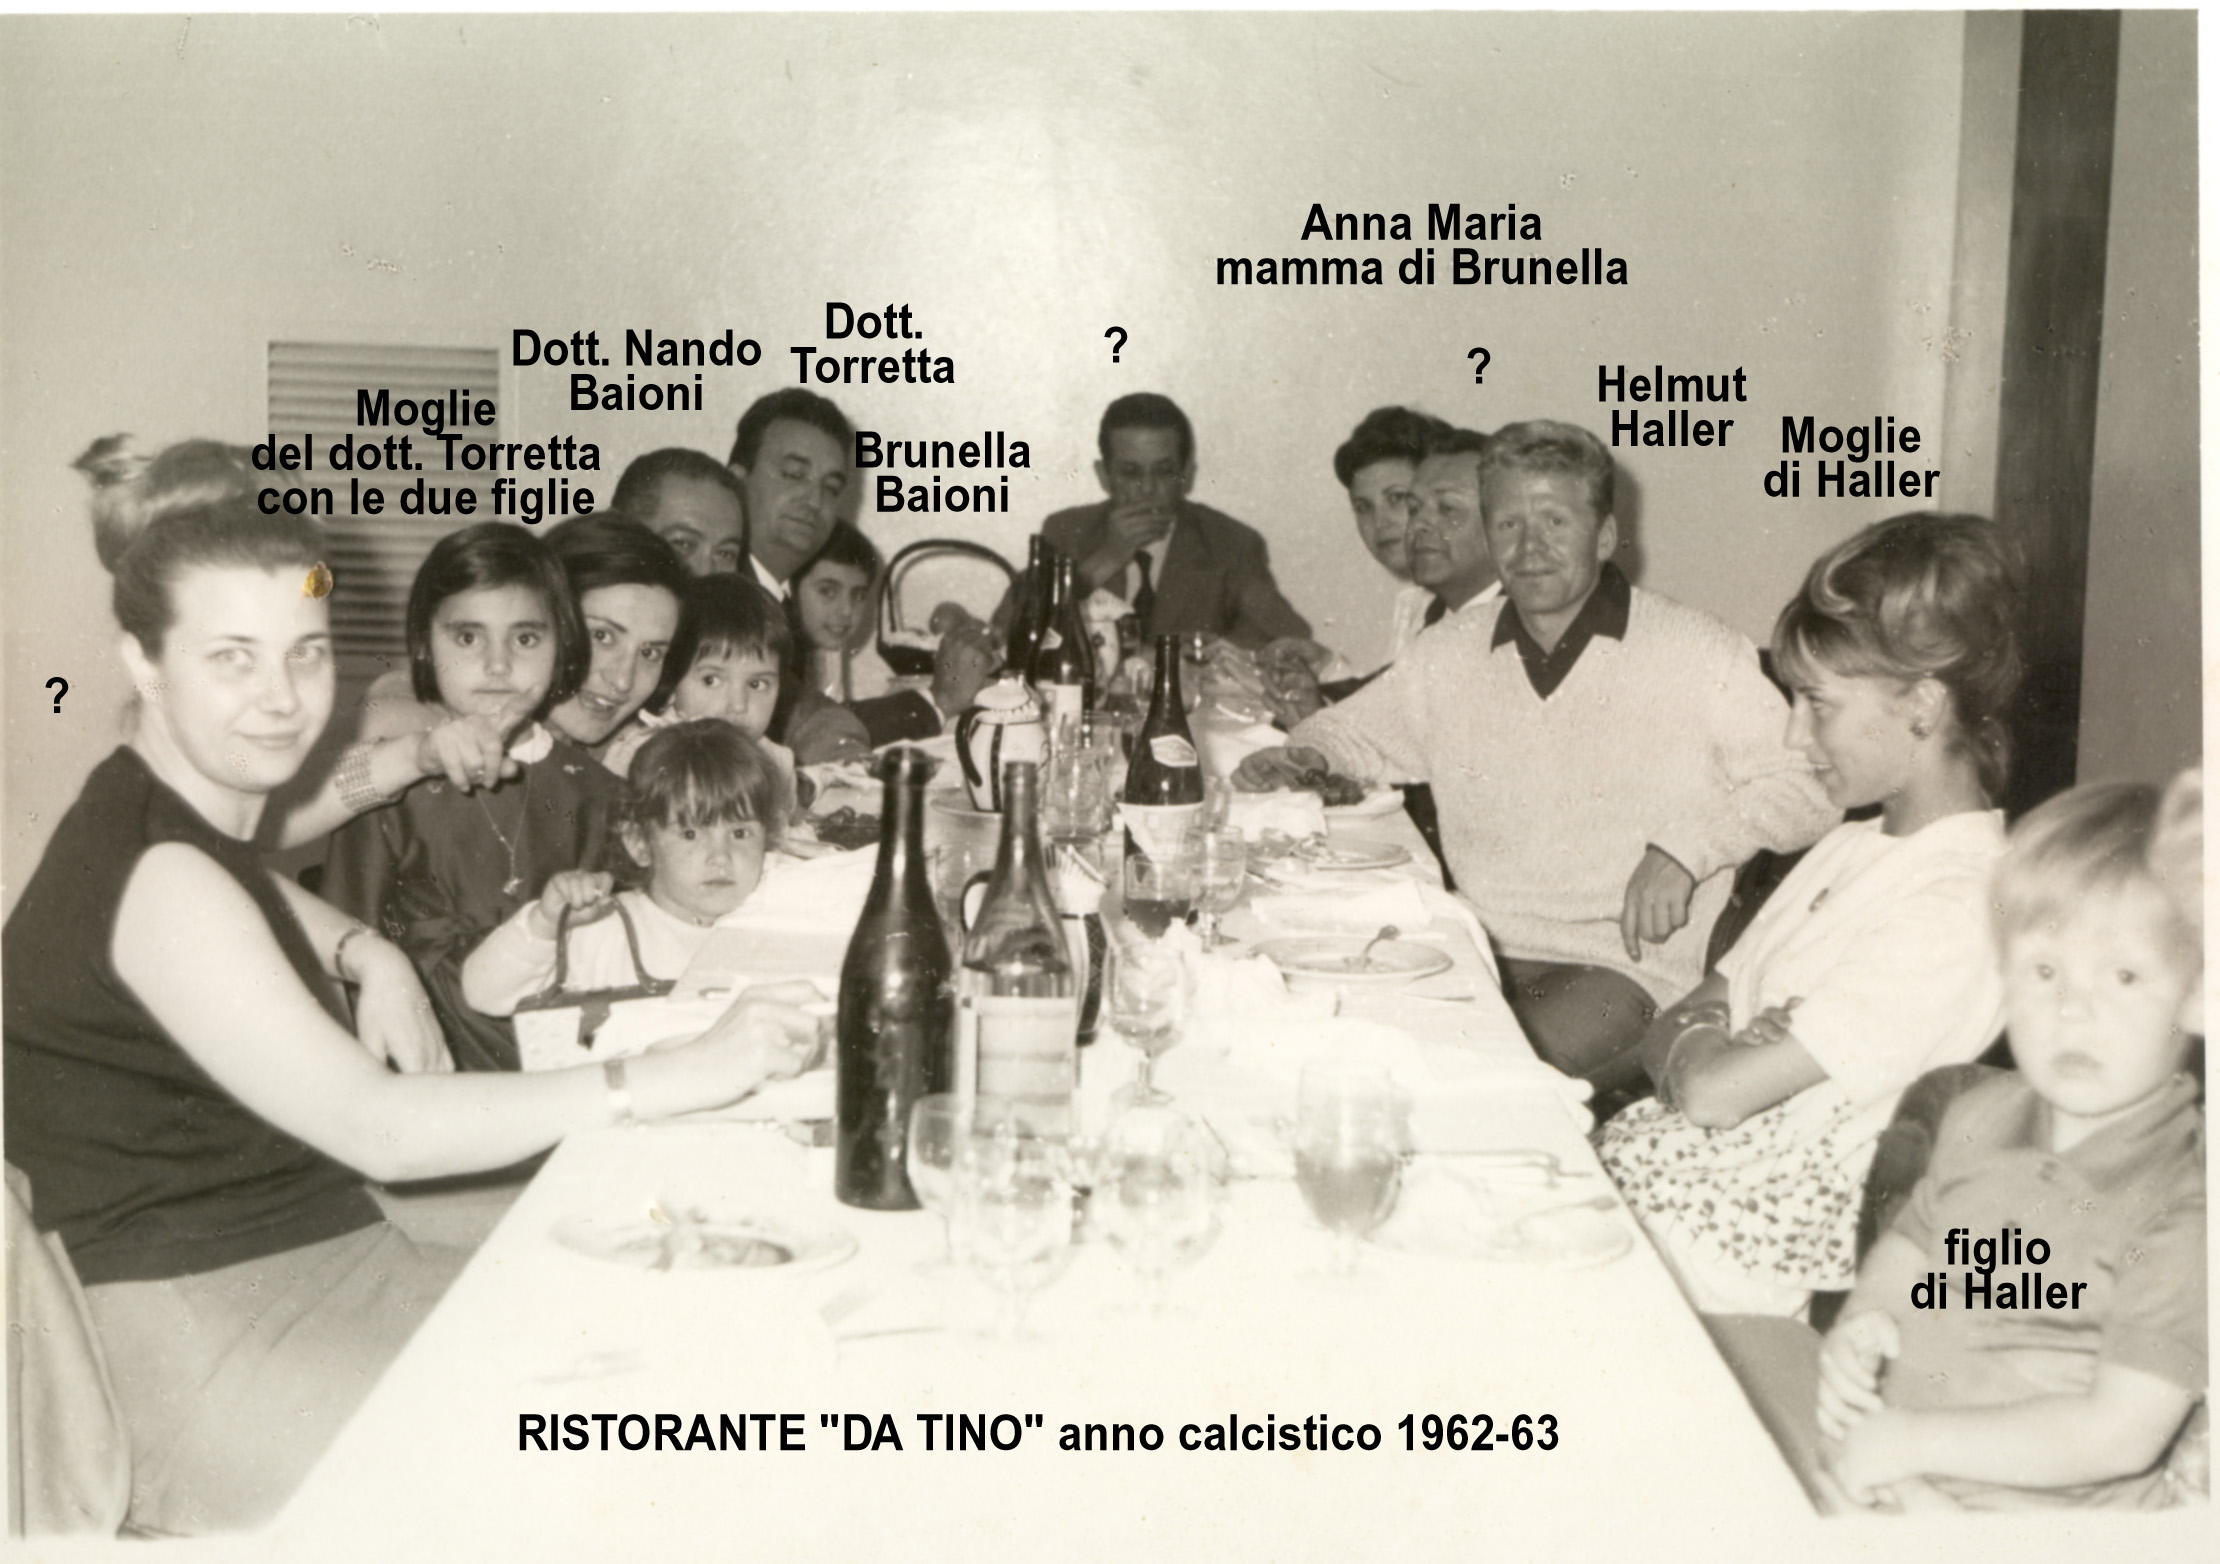 Anna Maria
mamma di Brunella
Dott.
Torretta
?
Dott. Nando
Baioni
?
Helmut
Haller
Moglie
del dott. Torretta
con le due figlie
Brunella
Baioni
Moglie
di Haller
?
figlio
di Haller
RISTORANTE "DA TINO" anno calcistico 1962-63